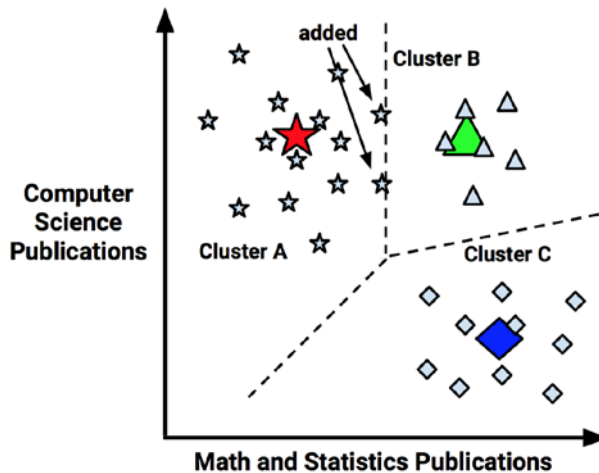 added
Cluster B
Computer
Science
Publications
Cluster A
Cluster C
Math and Statistics Publications